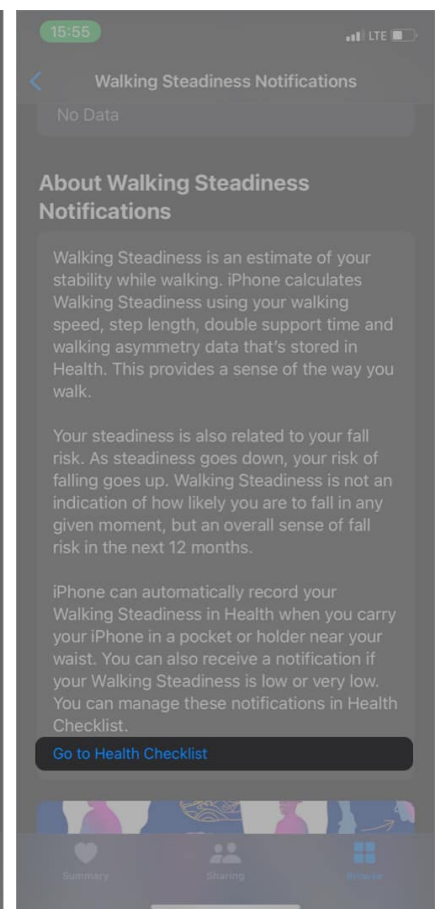 15:55
LTE
Walking Steadiness Notifications
No Data
About Walking Steadiness
Notifications
Walking Steadiness is an estimate of your
stability while walking. iPhone calculates
Walking Steadiness using your walking
speed, step length, double support time and
walking asymmetry data that’s stored in
Health. This provides a sense of the way you
walk.
Your steadiness is also related to your fall
risk. As steadiness goes down, your risk of
falling goes up. Walking Steadiness is not an
indication of how likely you are to fall in any
given moment, but an overall sense of fall
risk in the next 12 months.
iPhone can automatically record your
Walking Steadiness in Health when you carry
your iPhone in a pocket or holder near your
waist. You can also receive a notification if
your Walking Steadiness is low or very low.
You can manage these notifications in Health
Checklist.
Go to Health Checklist
Summary
Sharing
Browse